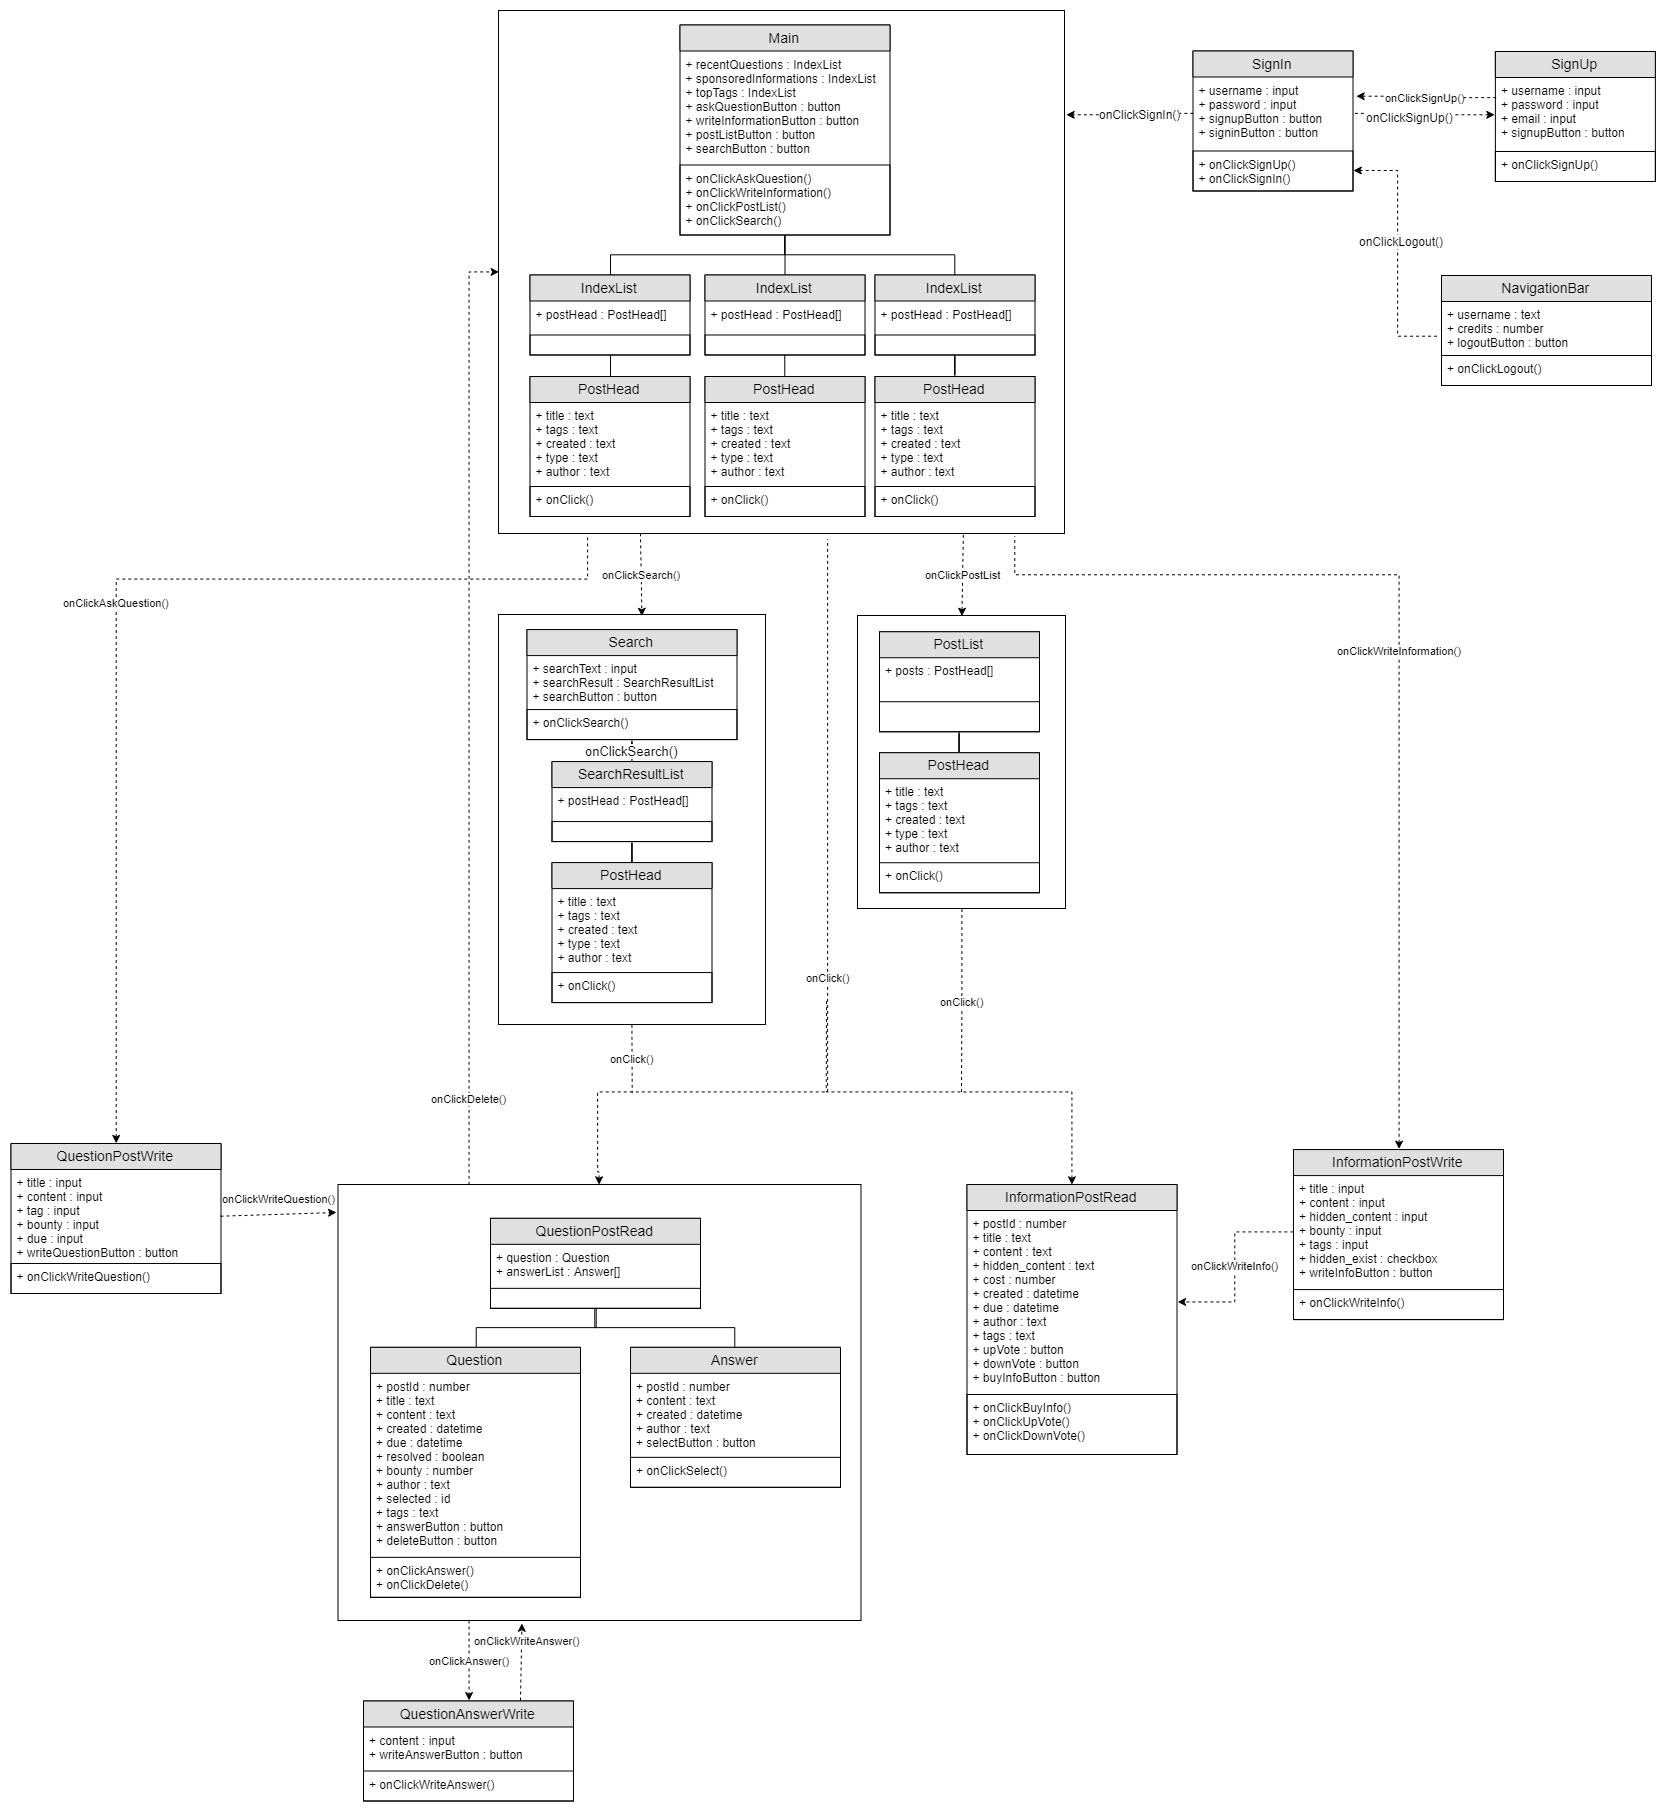 Main
+ recentQuestions : IndexList
+ sponsoredInformations : IndexList
+ topTags : IndexList
+ askQuestionButton : button
+ writeInformationButton : button
+ postListButton : button
+ searchButton : button
+ onClickAskQuestion()
+ onClickWriteInformation()
+ onClickPostList()
+ onClickSearch()
onClickSignIn()
SignIn
+ username : input
+ password : input
+ signupButton : button
+ signinButton : button
+ onClickSignUp()
+ onClickSignIn()
onClickSignUp()
onClickSignUp()
SignUp
+ username : input
+ password : input
+ email : input
+ signupButton : button
+ onClickSignUp()
onClickLogout()
NavigationBar
+ username : text
+ credits : number
+ logoutButton : button
+ onClickLogout()
IndexList
+ postHead : PostHead[]
IndexList
+ postHead : PostHead[]
IndexList
+ postHead : PostHead[]
PostHead
+ title : text
+ tags : text
+ created : text
+ type : text
+ author : text
+ onClick()
PostHead
+ title : text
+ tags : text
+ created : text
+ type : text
+ author : text
+ onClick()
PostHead
+ title : text
+ tags : text
+ created : text
+ type : text
+ author : text
+ onClick()
onClickAskQuestion()
onClickSearch()
onClickPostList
onClickWriteInformation()
Search
+ searchText : input
+ searchResult : SearchResultList
+ searchButton : button
+ onClickSearch()
onClickSearch()
SearchResultList
+ postHead : PostHead[]
PostHead
+ title : text
+ tags : text
+ created : text
+ type : text
+ author : text
+ onClick()
PostList
+ posts : PostHead[]
PostHead
+ title : text
+ tags : text
+ created : text
+ type : text
+ author : text
+ onClick()
onClick()
onClick()
onClick()
onClickDelete()
QuestionPostWrite
+ title : input
+ content : input
+ tag : input
+ bounty : input
+ due : input
+ writeQuestionButton : button
+ onClickWriteQuestion()
onClickWriteQuestion()
QuestionPostRead
+ question : Question
+ answerList : Answer[]
Question
+ postId : number
+ title : text
+ content : text
+ created : datetime
+ due : datetime
+ resolved : boolean
+ bounty : number
+ author : text
+ selected : id
+ tags : text
+ answerButton : button
+ deleteButton : button
+ onClickAnswer()
+ onClickDelete()
Answer
+ postId : number
+ content : text
+ created : datetime
+ author : text
+ selectButton : button
+ onClickSelect()
InformationPostRead
+ postId : number
+ title : text
+ content : text
+ hidden_content : text
+ cost : number
+ created : datetime
+ due : datetime
+ author : text
+ tags : text
+ upVote : button
+ downVote : button
+ buyInfoButton : button
+ onClickBuyInfo()
+ onClickUpVote()
+ onClickDownVote()
onClickWriteInfo()
InformationPostWrite
+ title : input
+ content : input
+ hidden_content : input
+ bounty : input
+ tags : input
+ hidden_exist : checkbox
+ writeInfoButton : button
+ onClickWriteInfo()
onClickWriteAnswer()
onClickAnswer()
QuestionAnswerWrite
+ content : input
+ writeAnswerButton : button
+ onClickWriteAnswer()